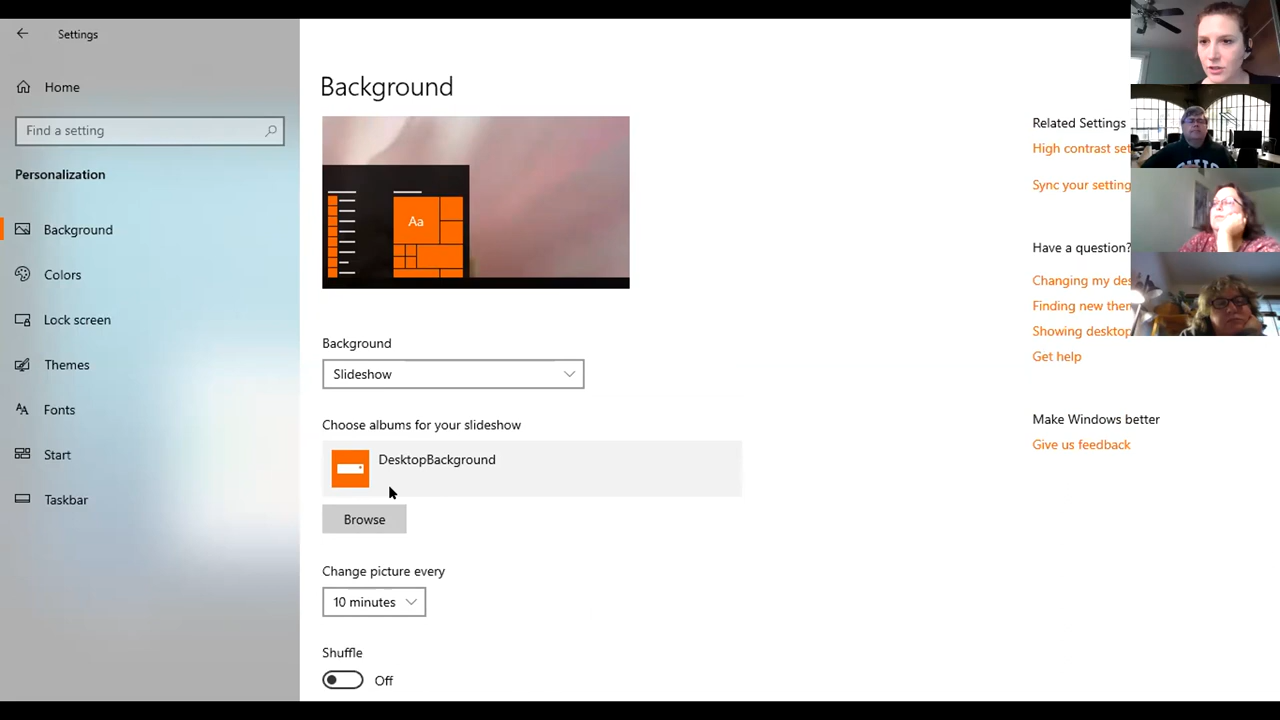 Settings
Home
Find a setting
Personalization
Background
Colors
Lock screen
Themes
Fonts
Start
Taskbar
Background
Aa
Background
Slideshow
Choose albums for your slideshow
DesktopBackground
Browse
Change picture every
10 minutes
Shuffle
Off
Related Settings
High contrast set
Sync your setting
Have a question?
Changing my des
Finding new the
Showing desktop
Get help
Make Windows better
Give us feedback